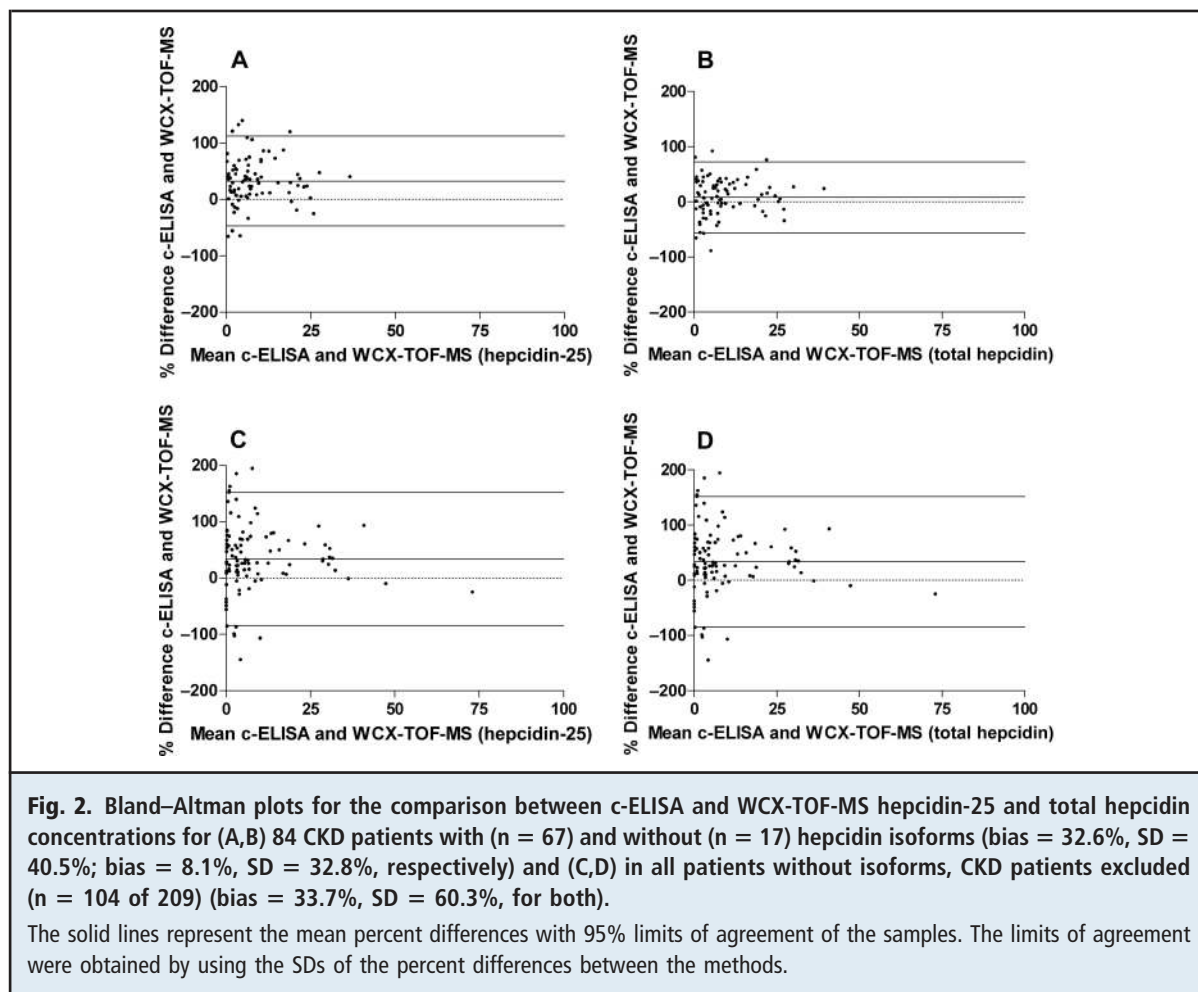 A
% Difference c-ELISA and WCX-TOF-MS
200
100
0
–100
–200
0 25 50 75 100
Mean c-ELISA and WCX-TOF-MS (hepcidin-25)
B
% Difference c-ELISA and WCX-TOF-MS
200
100
0
–100
–200
0 25 50 75 100
Mean c-ELISA and WCX-TOF-MS (total hepcidin)
C
% Difference c-ELISA and WCX-TOF-MS
200
100
0
–100
–200
0 25 50 75 100
Mean c-ELISA and WCX-TOF-MS (hepcidin-25)
D
% Difference c-ELISA and WCX-TOF-MS
200
100
0
–100
–200
0 25 50 75 100
Mean c-ELISA and WCX-TOF-MS (total hepcidin)
Fig. 2. Bland–Altman plots for the comparison between c-ELISA and WCX-TOF-MS hepcidin-25 and total hepcidin
concentrations for (A,B) 84 CKD patients with (n = 67) and without (n = 17) hepcidin isoforms (bias = 32.6%, SD =
40.5%; bias = 8.1%, SD = 32.8%, respectively) and (C,D) in all patients without isoforms, CKD patients excluded
(n = 104 of 209) (bias = 33.7%, SD = 60.3%, for both).
The solid lines represent the mean percent differences with 95% limits of agreement of the samples. The limits of agreement
were obtained by using the SDs of the percent differences between the methods.